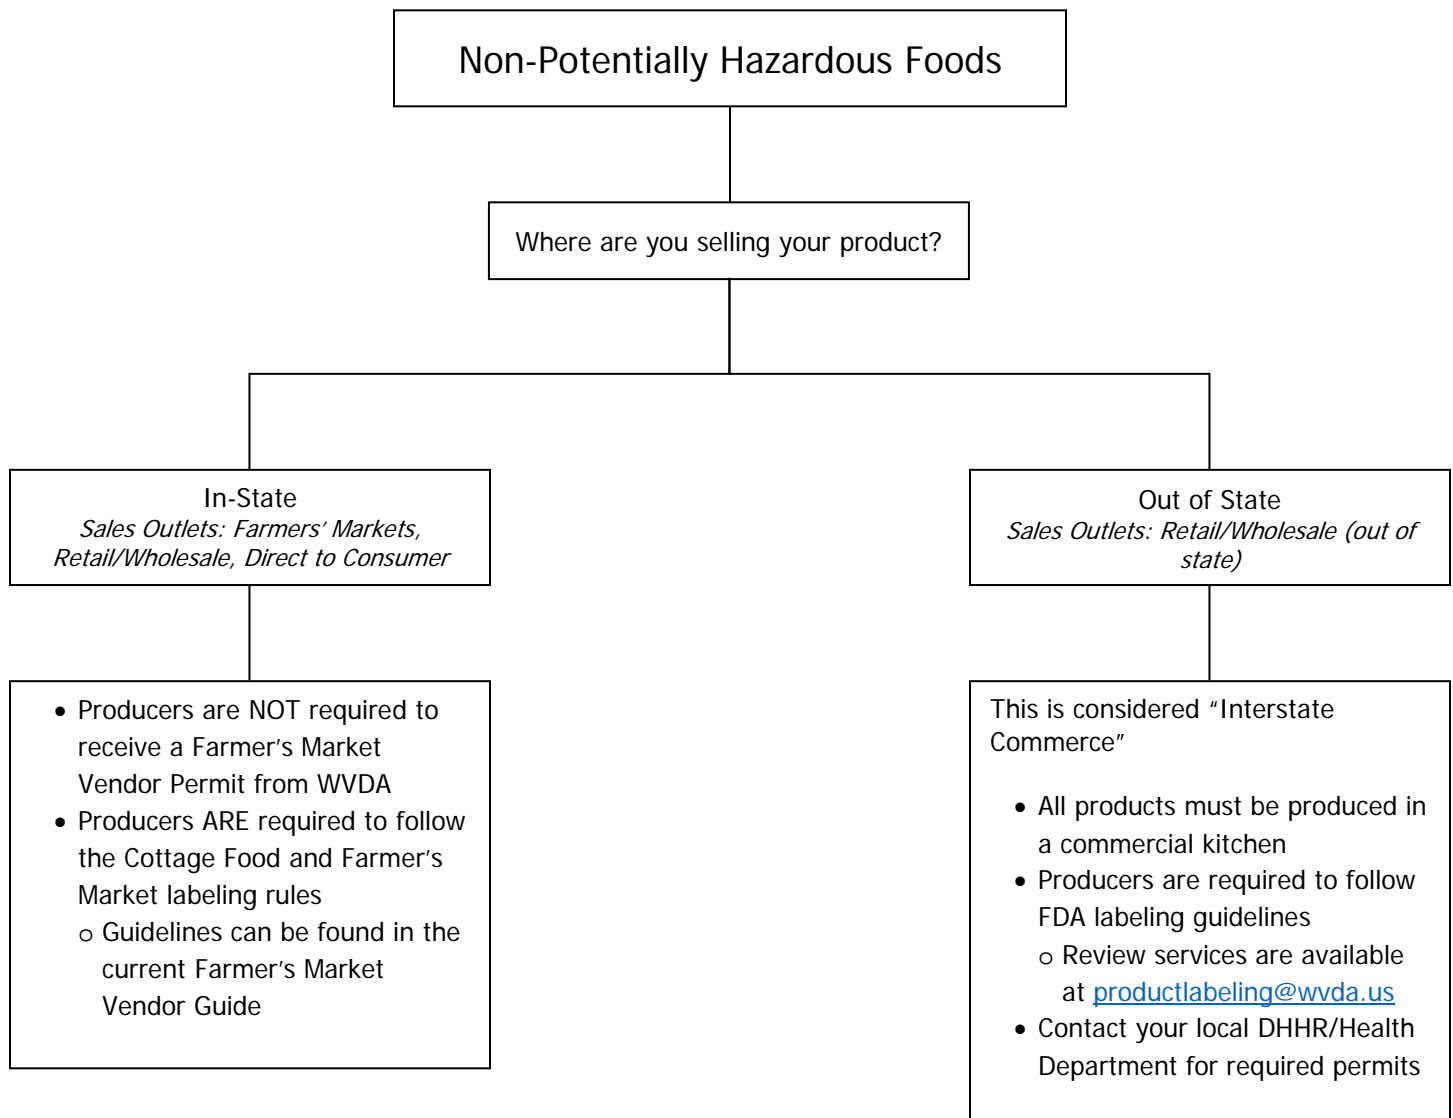 Non-Potentially Hazardous Foods
Where are you selling your product?
In-State
Sales Outlets: Farmers’ Markets,
Retail/Wholesale, Direct to Consumer
• Producers are NOT required to
receive a Farmer’s Market
Vendor Permit from WVDA
• Producers ARE required to follow
the Cottage Food and Farmer’s
Market labeling rules
o Guidelines can be found in the
current Farmer’s Market
Vendor Guide
Out of State
Sales Outlets: Retail/Wholesale (out of
state)
This is considered “Interstate
Commerce”
• All products must be produced in
a commercial kitchen
• Producers are required to follow
FDA labeling guidelines
o Review services are available
at productlabeling@wvda.us
• Contact your local DHHR/Health
Department for required permits